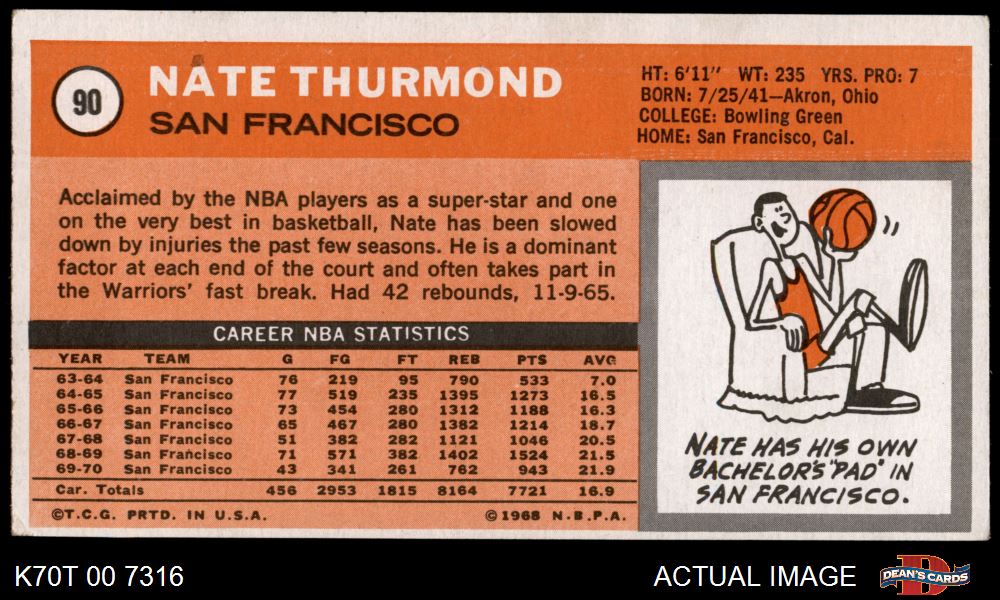 90
NATE THURMOND
SAN FRANCISCO
HT: 6'11" WT: 235 YRS. PRO: 7
BORN: 7/25/41—Akron, Ohio
COLLEGE: Bowling Green
HOME: San Francisco, Cal.
Acclaimed by the NBA players as a super-star and one
on the very best in basketball, Nate has been slowed
down by injuries the past few seasons. He is a dominant
factor at each end of the court and often takes part in
the Warriors' fast break. Had 42 rebounds, 11-9-65.
CAREER NBA STATISTICS
YEAR TEAM G FG FT REB PTS AVG
63-64 San Francisco 76 219 95 790 533 7.0
64-65 San Francisco 77 519 235 1395 1273 16.5
65-66 San Francisco 73 454 280 1312 1188 16.3
66-67 San Francisco 65 467 280 1382 1214 18.7
67-68 San Francisco 51 382 282 1121 1046 20.5
68-69 San Francisco 71 571 382 1402 1524 21.5
69-70 San Francisco 43 341 261 762 943 21.9
Car. Totals 456 2953 1815 8164 7721 16.9
©T.C.G. PRTD. IN U.S.A. ©1968 N.B.P.A.
NATE HAS HIS OWN
BACHELOR'S "PAD" IN
SAN FRANCISCO.
K70T 00 7316
ACTUAL IMAGE
D
DEAN'S CARDS